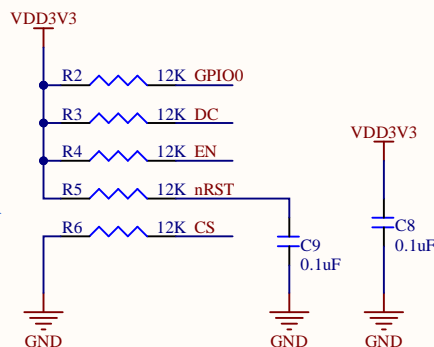 VDD3V3
R2 12K GPIO0
R3 12K DC
R4 12K EN
R5 12K nRST
R6 12K CS
C9
0.1uF
VDD3V3
C8
0.1uF
GND
GND
GND